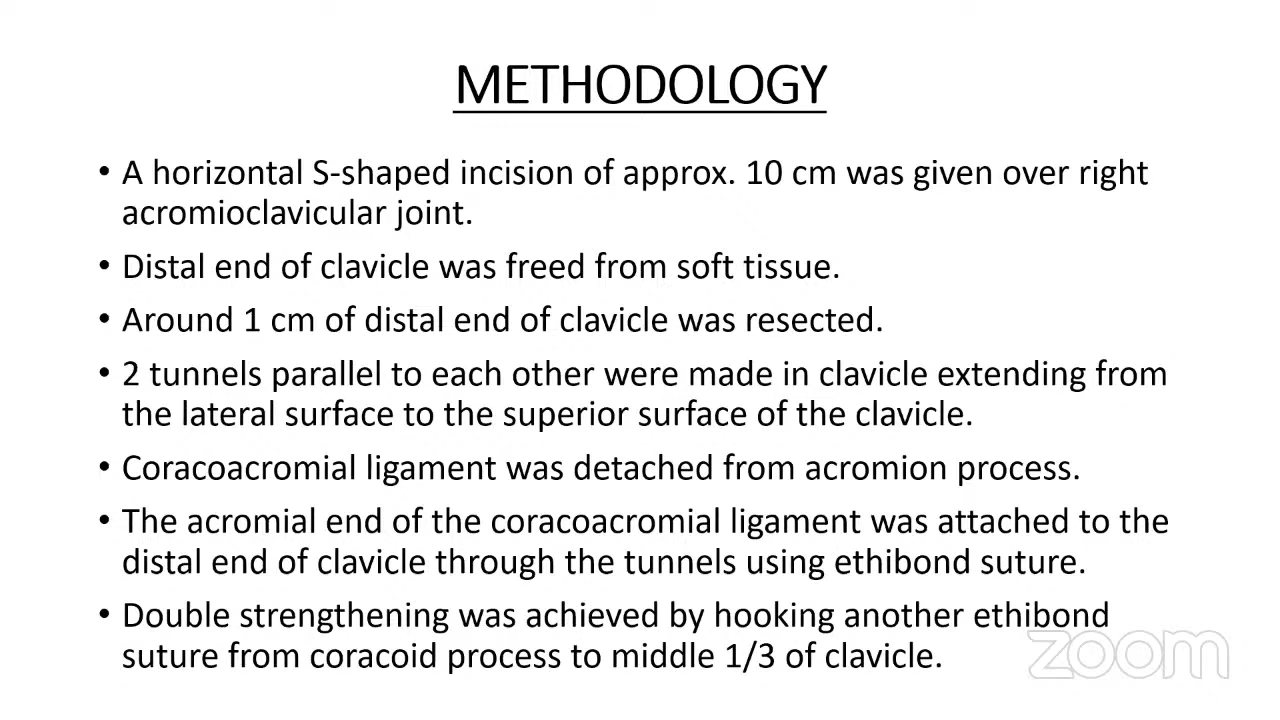 METHODOLOGY
• A horizontal S-shaped incision of approx. 10 cm was given over right
acromioclavicular joint.
• Distal end of clavicle was freed from soft tissue.
• Around 1 cm of distal end of clavicle was resected.
• 2 tunnels parallel to each other were made in clavicle extending from
the lateral surface to the superior surface of the clavicle.
• Coracoacromial ligament was detached from acromion process.
• The acromial end of the coracoacromial ligament was attached to the
distal end of clavicle through the tunnels using ethibond suture.
• Double strengthening was achieved by hooking another ethibond
suture from coracoid process to middle 1/3 of clavicle.
zoom